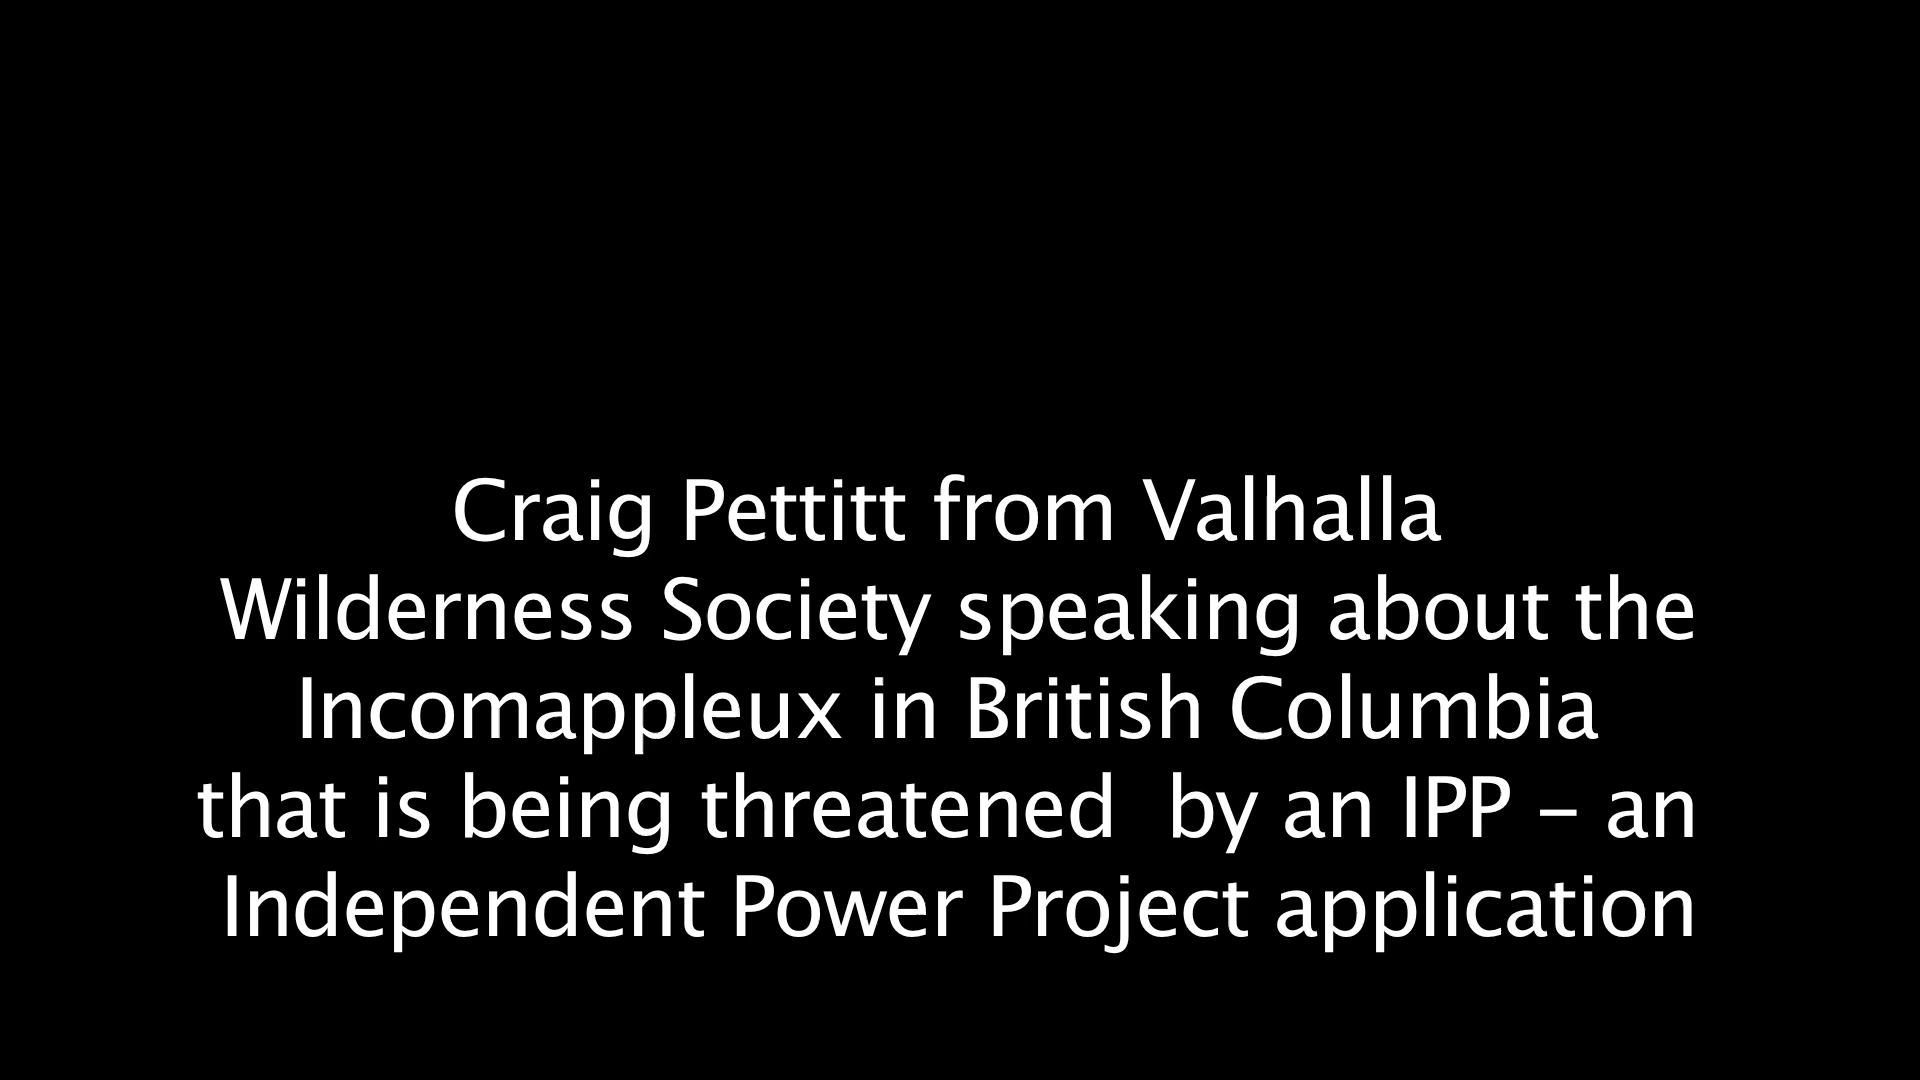 Craig Pettitt from Valhalla
Wilderness Society speaking about the
Incomappleux in British Columbia
that is being threatened  by an IPP – an
Independent Power Project application